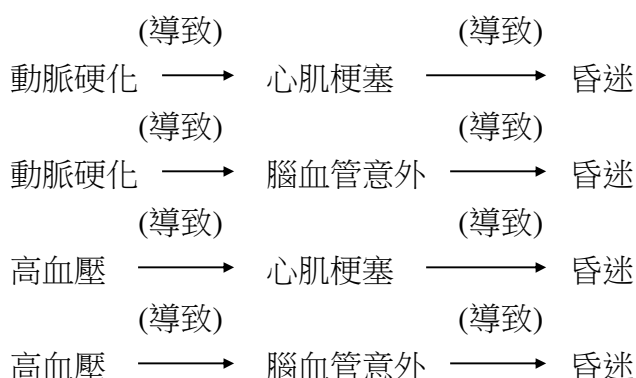 (導致) (導致)
動脈硬化 心肌梗塞 昏迷
(導致) (導致)
動脈硬化 腦血管意外 昏迷
(導致) (導致)
高血壓 心肌梗塞 昏迷
(導致) (導致)
高血壓 腦血管意外 昏迷